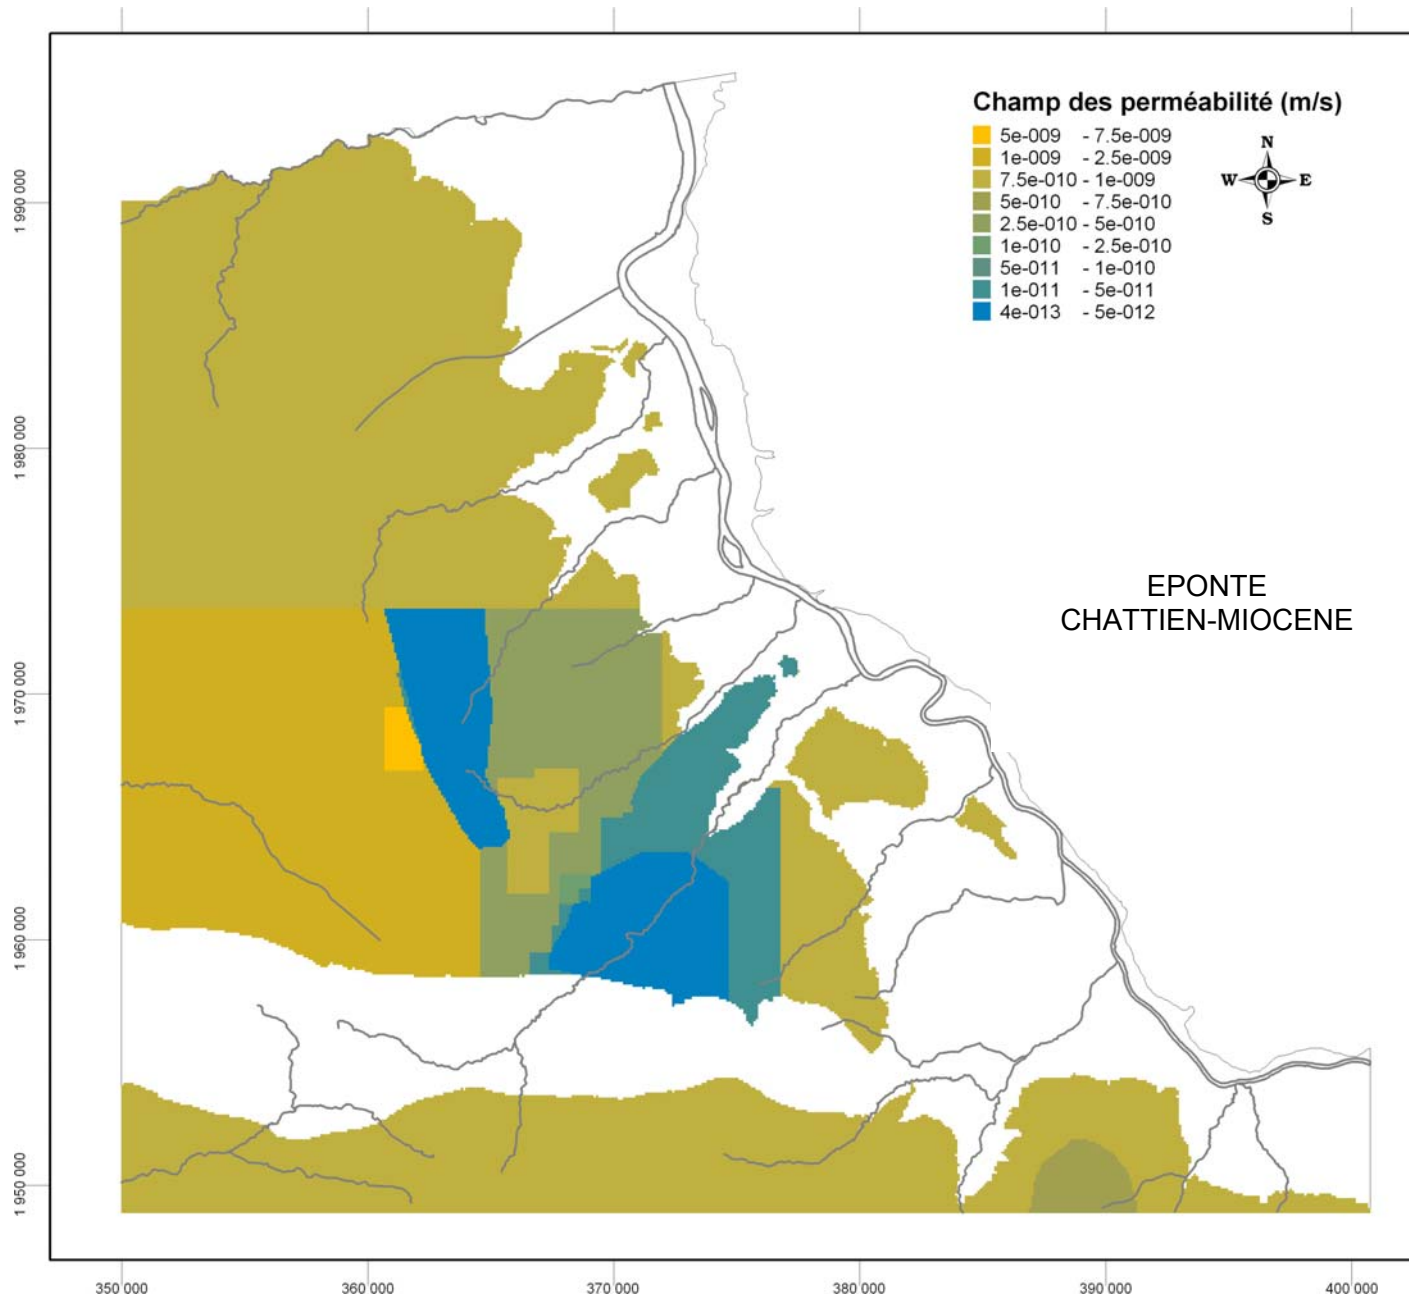 Champ des perméabilité (m/s)
5e-009 - 7.5e-009
1e-009 - 2.5e-009
7.5e-010 - 1e-009
5e-010 - 7.5e-010
2.5e-010 - 5e-010
1e-010 - 2.5e-010
5e-011 - 1e-010
1e-011 - 5e-011
4e-013 - 5e-012
N
W E
S
1 990 000
1 980 000
EPONTE
CHATTIEN-MIOCENE
1 970 000
1 960 000
1 950 000
350 000 360 000 370 000 380 000 390 000 400 000